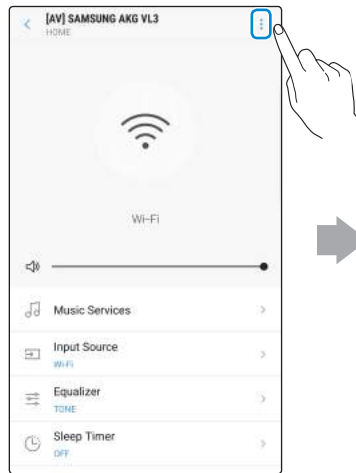 [AV] SAMSUNG AKG VL3
HOME
Wi-Fi
Music Services
Input Source
Wi-Fi
Equalizer
TONE
Sleep Timer
OFF